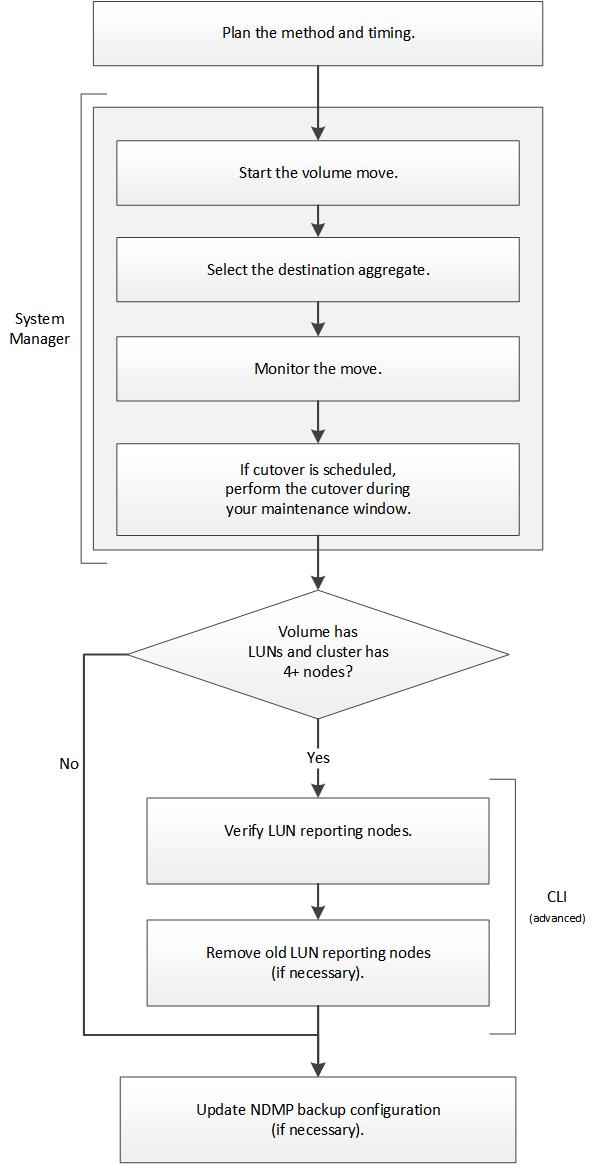 Plan the method and timing.
Start the volume move.
Select the destination aggregate.
System
Manager
Monitor the move.
If cutover is scheduled,
perform the cutover during
your maintenance window.
Volume has
LUNs and cluster has
4+ nodes?
No
Yes
Verify LUN reporting nodes.
CLI
(advanced)
Remove old LUN reporting nodes
(if necessary).
Update NDMP backup configuration
(if necessary).